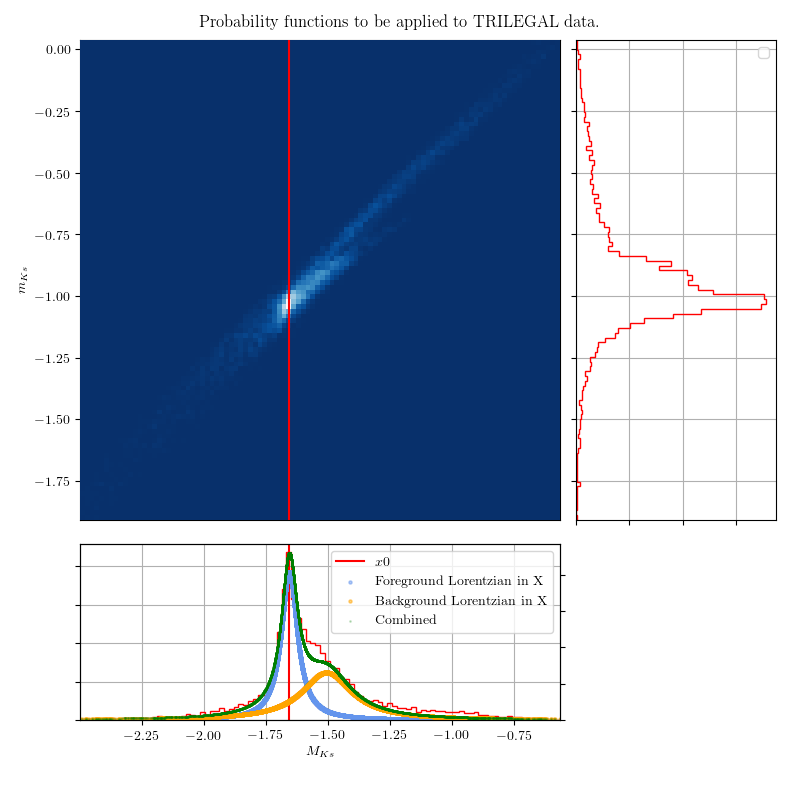 Probability functions to be applied to TRILEGAL data.
0.00
−0.25
−0.50
−0.75
−1.00
−1.25
−1.50
−1.75
m_{Ks}
x0
Foreground Lorentzian in X
Background Lorentzian in X
Combined
−2.25 −2.00 −1.75 −1.50 −1.25 −1.00 −0.75
M_{Ks}